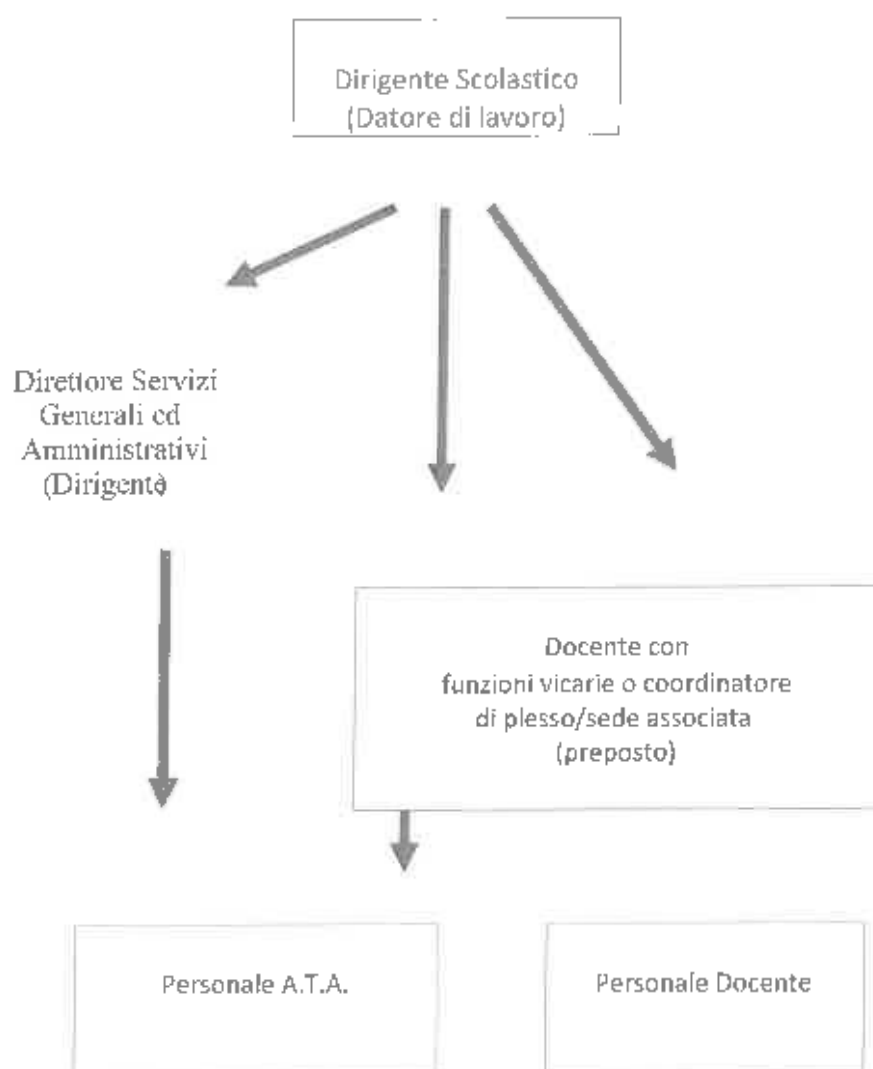 Dirigente Scolastico
(Datore di lavoro)
Direttore Servizi
Generali ed
Amministrativi
(Dirigente)
Docente con
funzioni vicarie o coordinatore
di plesso/sede associata
(preposto)
Personale A.T.A.
Personale Docente